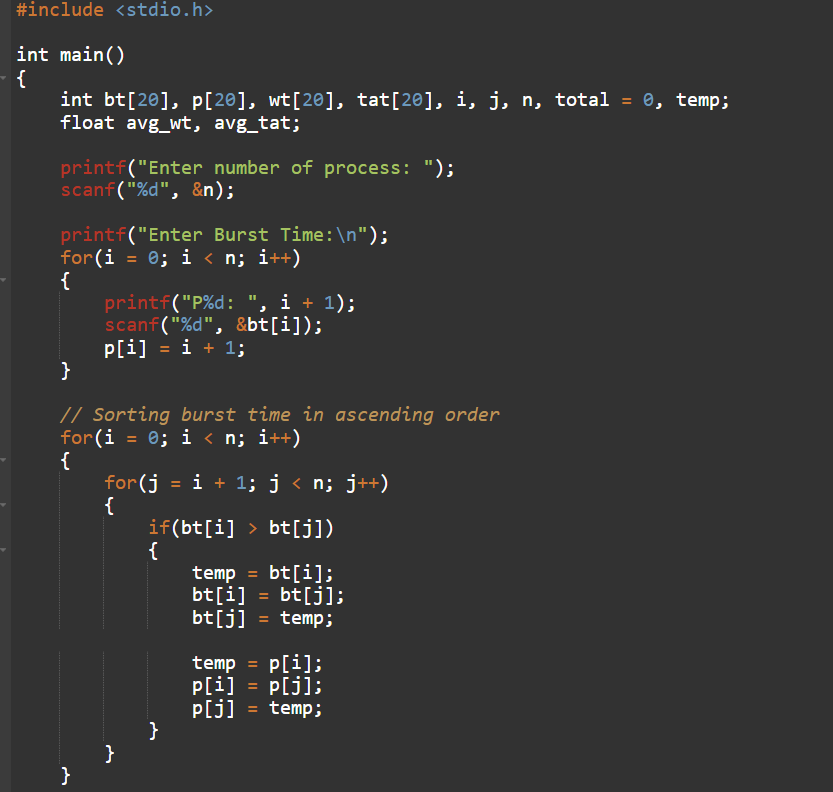 #include <stdio.h>
int main()
{
    int bt[20], p[20], wt[20], tat[20], i, j, n, total = 0, temp;
    float avg_wt, avg_tat;
    printf("Enter number of process: ");
    scanf("%d", &n);
    printf("Enter Burst Time:\n");
    for(i = 0; i < n; i++)
    {
        printf("P%d: ", i + 1);
        scanf("%d", &bt[i]);
        p[i] = i + 1;
    }
    // Sorting burst time in ascending order
    for(i = 0; i < n; i++)
    {
        for(j = i + 1; j < n; j++)
        {
            if(bt[i] > bt[j])
            {
                temp = bt[i];
                bt[i] = bt[j];
                bt[j] = temp;
                temp = p[i];
                p[i] = p[j];
                p[j] = temp;
            }
        }
    }